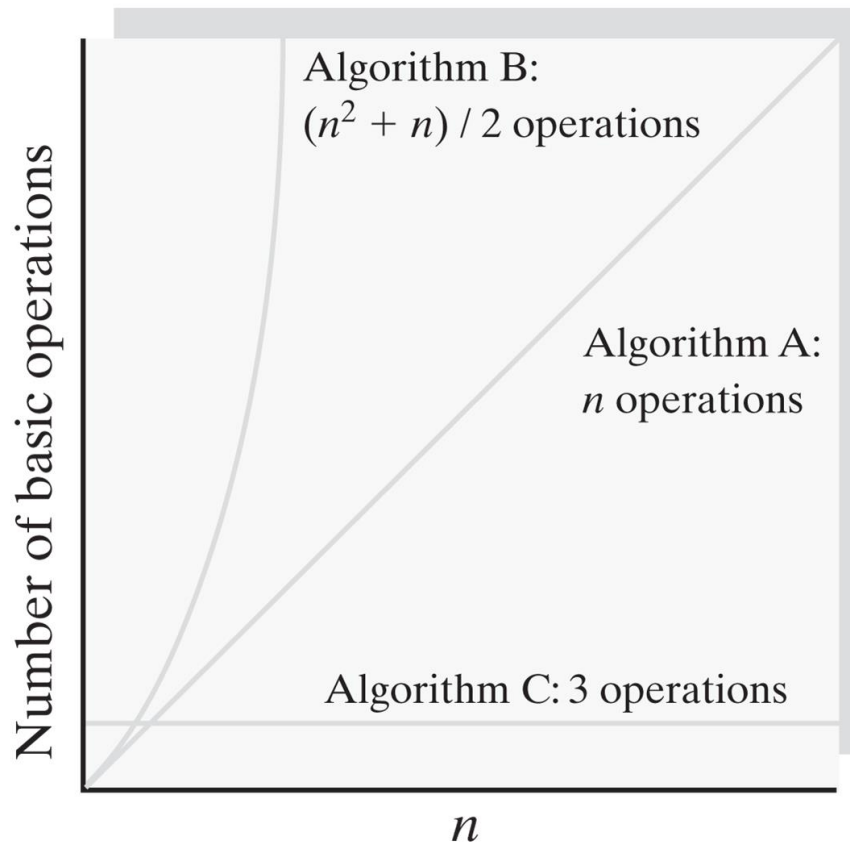 Number of basic operations
Algorithm B:
(n² + n) / 2 operations
Algorithm A:
n operations
Algorithm C: 3 operations
n